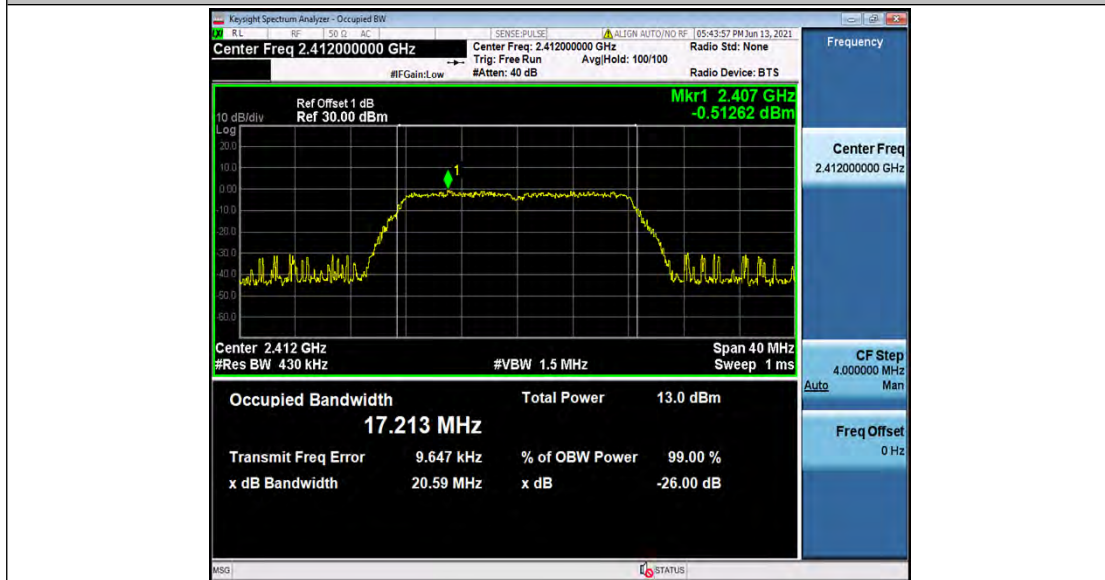 Keysight Spectrum Analyzer - Occupied BW
RL RF 50 Ω AC SENSE:PULSE ALIGN AUTO/NO RF 05:43:57 PM Jun 13, 2021
Center Freq 2.412000000 GHz Center Freq: 2.412000000 GHz Radio Std: None Frequency
Trig: Free Run Avg|Hold: 100/100
#IFGain:Low #Atten: 40 dB Radio Device: BTS
Mkr1 2.407 GHz
Ref Offset 1 dB
10 dB/div Ref 30.00 dBm -0.51262 dBm
Log
20.0
10.0
0.00
-10.0
-20.0
-30.0
-40.0
-50.0
-60.0
1
Center Freq
2.412000000 GHz
Center 2.412 GHz Span 40 MHz
#Res BW 430 kHz #VBW 1.5 MHz Sweep 1 ms
CF Step
4.000000 MHz
Auto Man
Occupied Bandwidth Total Power 13.0 dBm
17.213 MHz
Freq Offset
0 Hz
Transmit Freq Error 9.647 kHz % of OBW Power 99.00 %
x dB Bandwidth 20.59 MHz x dB -26.00 dB
MSG STATUS